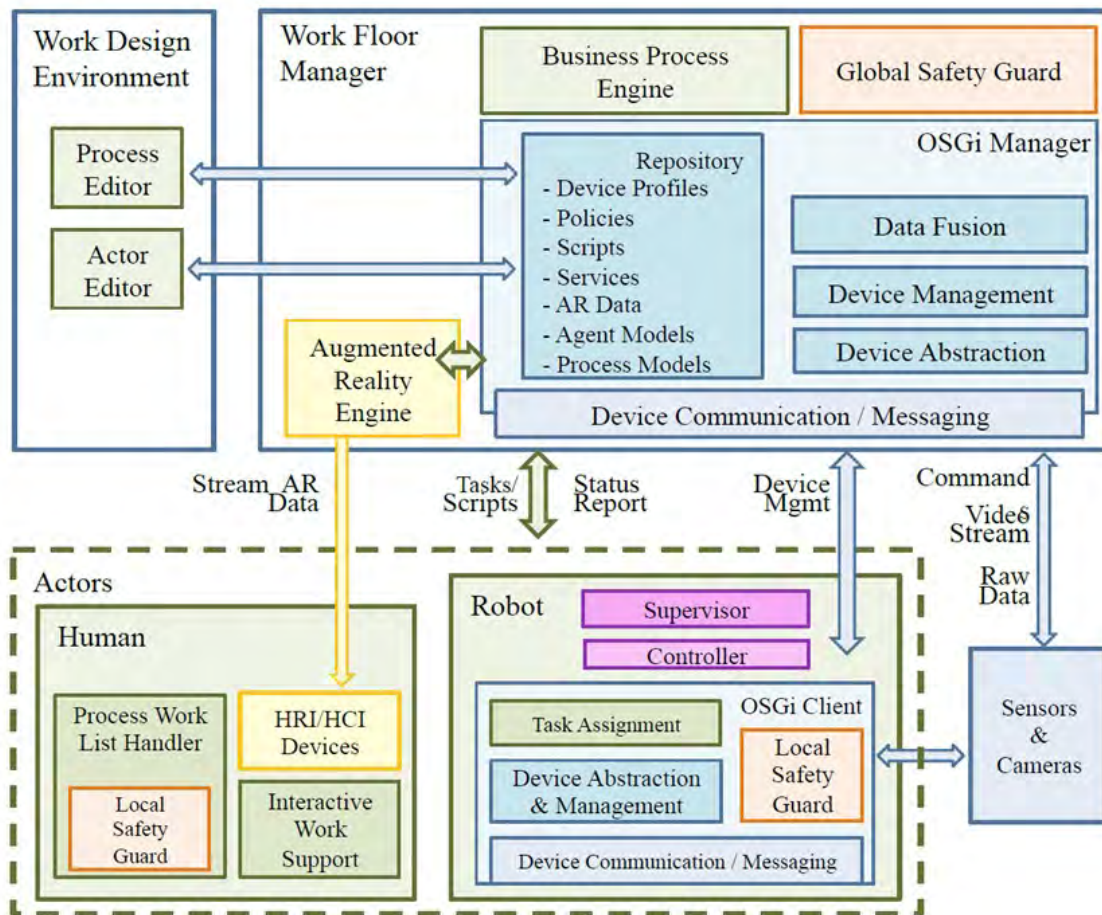 Work Design
Environment
Process
Editor
Actor
Editor
Work Floor
Manager
Business Process
Engine
Global Safety Guard
OSGi Manager
Repository
- Device Profiles
- Policies
- Scripts
- Services
- AR Data
- Agent Models
- Process Models
Data Fusion
Device Management
Device Abstraction
Augmented
Reality
Engine
Device Communication / Messaging
Stream AR
Data
Tasks/
Scripts
Status
Report
Device
Mgmt
Command
Video
Stream
Raw
Data
Actors
Human
Process Work
List Handler
Local
Safety
Guard
HRI/HCI
Devices
Interactive
Work
Support
Robot
Supervisor
Controller
OSGi Client
Task Assignment
Device Abstraction
& Management
Local
Safety
Guard
Device Communication / Messaging
Sensors
&
Cameras